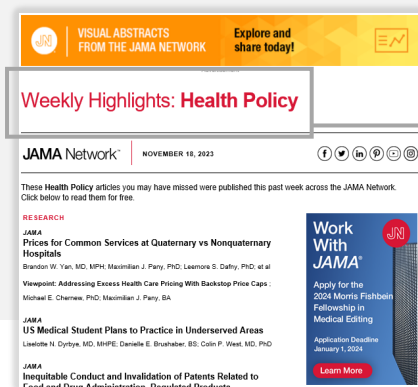 JN
VISUAL ABSTRACTS
FROM THE JAMA NETWORK
Explore and
share today!
Weekly Highlights: Health Policy
JAMA Network™
NOVEMBER 18, 2023
These Health Policy articles you may have missed were published this past week across the JAMA Network.
Click below to read them for free.
RESEARCH
JAMA
Prices for Common Services at Quaternary vs Nonquaternary
Hospitals
Brandon W. Yan, MD, MPH; Maximilian J. Pany, PhD; Leemore S. Dafny, PhD; et al
Viewpoint: Addressing Excess Health Care Pricing With Backstop Price Caps ;
Michael E. Chernew, PhD; Maximilian J. Pany, BA
JAMA
US Medical Student Plans to Practice in Underserved Areas
Liselotte N. Dyrbye, MD, MHPE; Danielle E. Brushaber, BS; Colin P. West, MD, PhD
JAMA
Inequitable Conduct and Invalidation of Patents Related to
Food and Drug Administration–Regulated Products
Work
With
JAMA®
JN
Apply for the
2024 Morris Fishbein
Fellowship in
Medical Editing
Application Deadline
January 1, 2024
Learn More